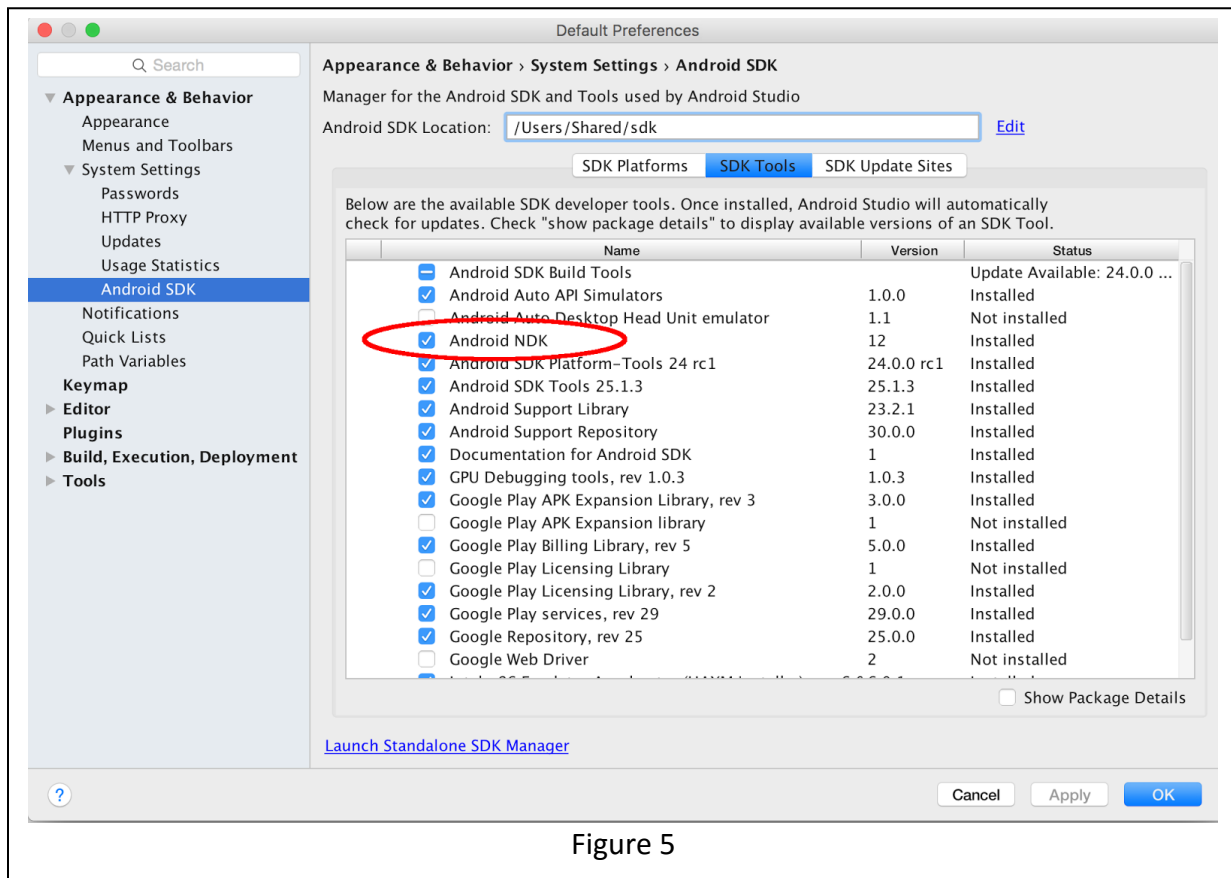 Default Preferences
Search
Appearance & Behavior
Appearance
Menus and Toolbars
System Settings
Passwords
HTTP Proxy
Updates
Usage Statistics
Android SDK
Notifications
Quick Lists
Path Variables
Keymap
Editor
Plugins
Build, Execution, Deployment
Tools
Appearance & Behavior › System Settings › Android SDK
Manager for the Android SDK and Tools used by Android Studio
Android SDK Location: /Users/Shared/sdk Edit
SDK Platforms SDK Tools SDK Update Sites
Below are the available SDK developer tools. Once installed, Android Studio will automatically
check for updates. Check "show package details" to display available versions of an SDK Tool.
Name Version Status
Android SDK Build Tools Update Available: 24.0.0 ...
Android Auto API Simulators 1.0.0 Installed
Android Auto Desktop Head Unit emulator 1.1 Not installed
Android NDK 12 Installed
Android SDK Platform-Tools 24 rc1 24.0.0 rc1 Installed
Android SDK Tools 25.1.3 25.1.3 Installed
Android Support Library 23.2.1 Installed
Android Support Repository 30.0.0 Installed
Documentation for Android SDK 1 Installed
GPU Debugging tools, rev 1.0.3 1.0.3 Installed
Google Play APK Expansion Library, rev 3 3.0.0 Installed
Google Play APK Expansion library 1 Not installed
Google Play Billing Library, rev 5 5.0.0 Installed
Google Play Licensing Library 1 Not installed
Google Play Licensing Library, rev 2 2.0.0 Installed
Google Play services, rev 29 29.0.0 Installed
Google Repository, rev 25 25.0.0 Installed
Google Web Driver 2 Not installed
Show Package Details
Launch Standalone SDK Manager
? Cancel Apply OK
Figure 5